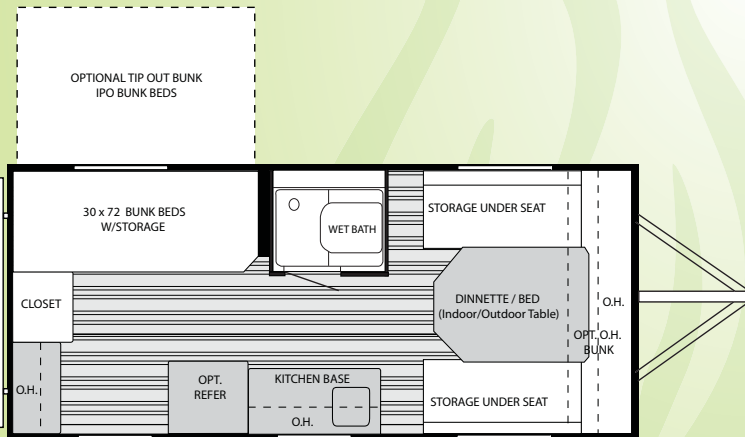 OPTIONAL TIP OUT BUNK
IPO BUNK BEDS
30 x 72 BUNK BEDS
W/STORAGE
WET BATH
STORAGE UNDER SEAT
CLOSET
DINNETTE / BED
(Indoor/Outdoor Table)
O.H.
OPT. O.H.
BUNK
O.H.
OPT.
REFER
KITCHEN BASE
O.H.
STORAGE UNDER SEAT